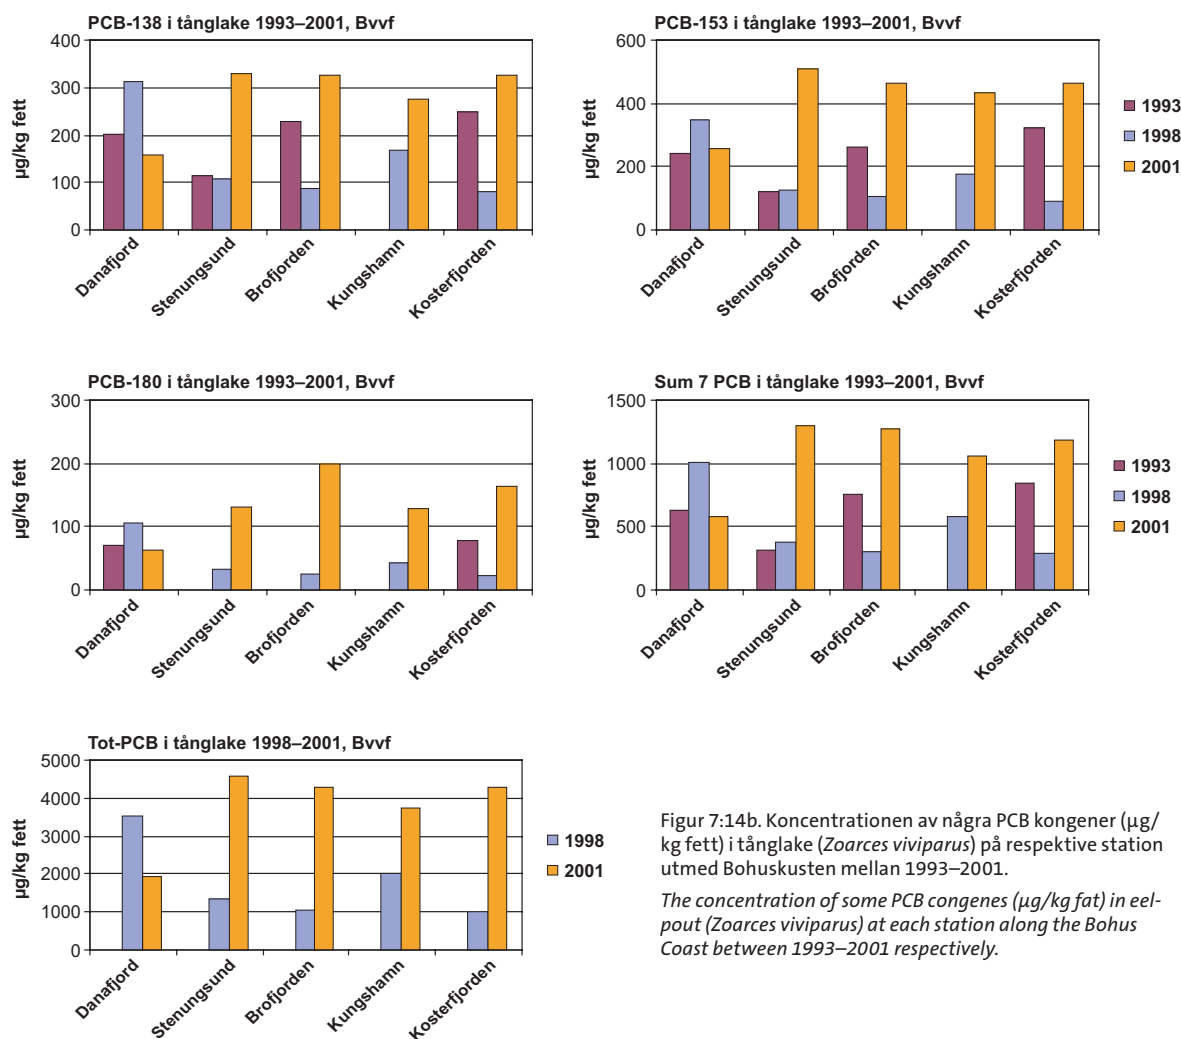 PCB-138 i tånglake 1993–2001, Bvvf
µg/kg fett
400
300
200
100
0
Danafjord
Stenungsund
Brofjorden
Kungshamn
Kosterfjorden
PCB-153 i tånglake 1993–2001, Bvvf
µg/kg fett
600
400
200
0
Danafjord
Stenungsund
Brofjorden
Kungshamn
Kosterfjorden
1993
1998
2001
PCB-180 i tånglake 1993–2001, Bvvf
µg/kg fett
300
200
100
0
Danafjord
Stenungsund
Brofjorden
Kungshamn
Kosterfjorden
Sum 7 PCB i tånglake 1993–2001, Bvvf
µg/kg fett
1500
1000
500
0
Danafjord
Stenungsund
Brofjorden
Kungshamn
Kosterfjorden
1993
1998
2001
Tot-PCB i tånglake 1998–2001, Bvvf
µg/kg fett
5000
4000
3000
2000
1000
0
Danafjord
Stenungsund
Brofjorden
Kungshamn
Kosterfjorden
1998
2001
Figur 7:14b. Koncentrationen av några PCB kongener (µg/
kg fett) i tånglake (Zoarces viviparus) på respektive station
utmed Bohuskusten mellan 1993–2001.
The concentration of some PCB congenes (µg/kg fat) in eel-
pout (Zoarces viviparus) at each station along the Bohus
Coast between 1993–2001 respectively.